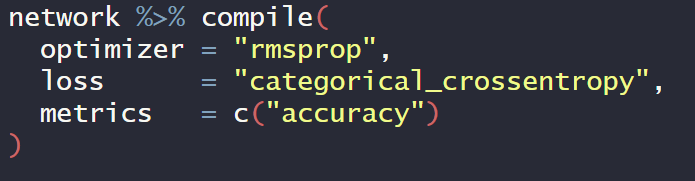 network %>% compile(
  optimizer = "rmsprop",
  loss      = "categorical_crossentropy",
  metrics   = c("accuracy")
)